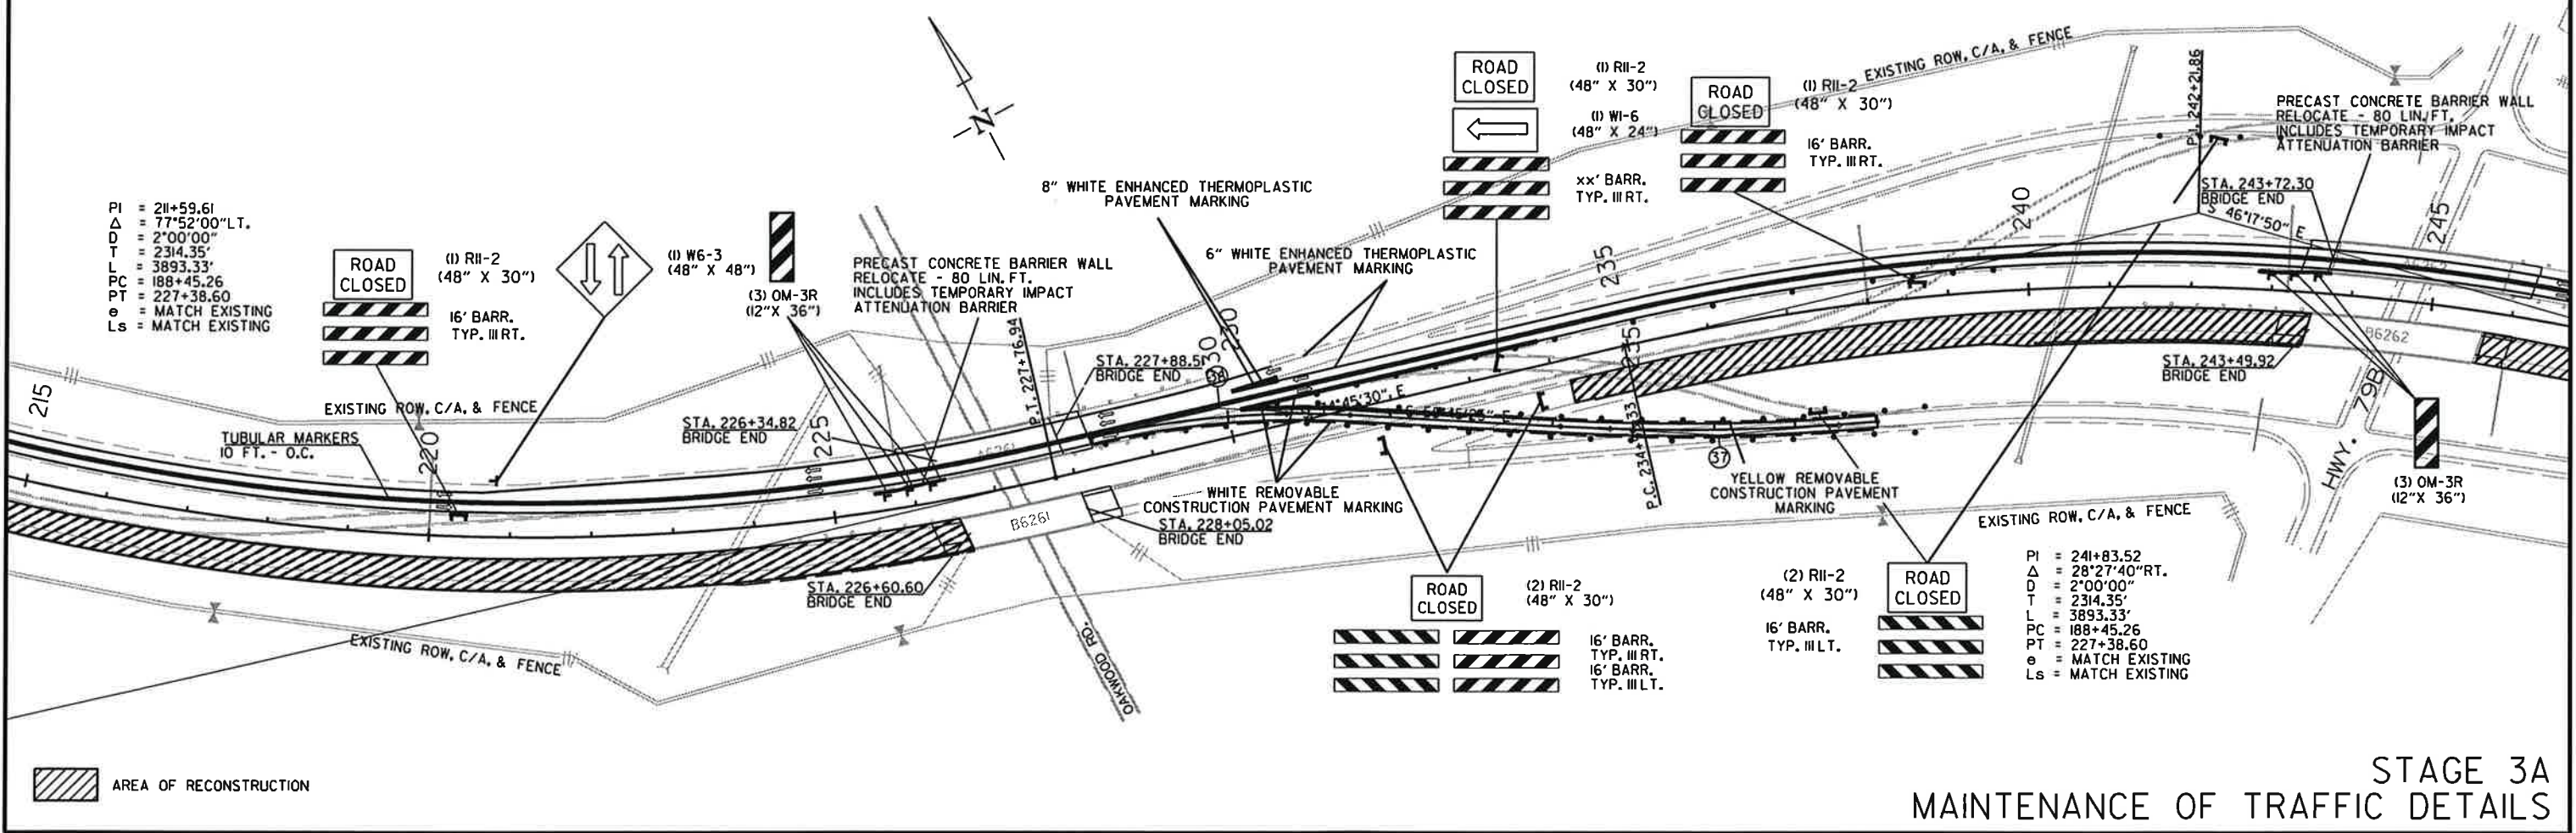 PI = 211+59.61
Δ = 77°52'00"LT.
D = 2°00'00"
T = 2314.35'
L = 3893.33'
PC = 188+45.26
PT = 227+38.60
e = MATCH EXISTING
Ls = MATCH EXISTING
ROAD
CLOSED
(1) R11-2
(48" X 30")
16' BARR.
TYP. III RT.
(1) W6-3
(48" X 48")
(3) OM-3R
(12"X 36")
PRECAST CONCRETE BARRIER WALL
RELOCATE - 80 LIN. FT.
INCLUDES TEMPORARY IMPACT
ATTENUATION BARRIER
N
8" WHITE ENHANCED THERMOPLASTIC
PAVEMENT MARKING
6" WHITE ENHANCED THERMOPLASTIC
PAVEMENT MARKING
ROAD
CLOSED
(1) R11-2
(48" X 30")
(1) W1-6
(48" X 24")
xx' BARR.
TYP. III RT.
ROAD
CLOSED
(1) R11-2
(48" X 30")
16' BARR.
TYP. III RT.
EXISTING ROW, C/A, & FENCE
P.I. 242+21.86
PRECAST CONCRETE BARRIER WALL
RELOCATE - 80 LIN. FT.
INCLUDES TEMPORARY IMPACT
ATTENUATION BARRIER
STA. 243+72.30
BRIDGE END
S 46°17'50" E
215
220
225
230
230
235
235
240
245
EXISTING ROW, C/A, & FENCE
TUBULAR MARKERS
10 FT. - O.C.
STA. 226+34.82
BRIDGE END
P.T. 227+76.94
STA. 227+88.50
BRIDGE END
A6261
B6261
STA. 228+05.02
BRIDGE END
STA. 226+60.60
BRIDGE END
OAKWOOD RD.
WHITE REMOVABLE
CONSTRUCTION PAVEMENT MARKING
37
YELLOW REMOVABLE
CONSTRUCTION PAVEMENT
MARKING
STA. 243+49.92
BRIDGE END
B6262
HWY. 79B
(3) OM-3R
(12"X 36")
EXISTING ROW, C/A, & FENCE
EXISTING ROW, C/A, & FENCE
ROAD
CLOSED
(2) R11-2
(48" X 30")
16' BARR.
TYP. III RT.
16' BARR.
TYP. III LT.
(2) R11-2
(48" X 30")
ROAD
CLOSED
16' BARR.
TYP. III LT.
PI = 241+83.52
Δ = 28°27'40"RT.
D = 2°00'00"
T = 2314.35'
L = 3893.33'
PC = 188+45.26
PT = 227+38.60
e = MATCH EXISTING
Ls = MATCH EXISTING
AREA OF RECONSTRUCTION
STAGE 3A
MAINTENANCE OF TRAFFIC DETAILS